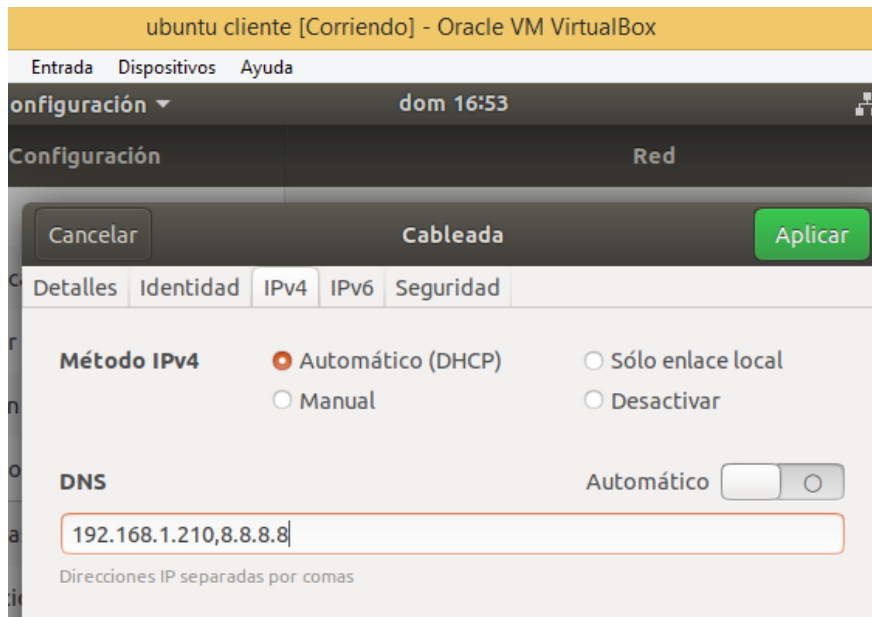 ubuntu cliente [Corriendo] - Oracle VM VirtualBox
Entrada Dispositivos Ayuda
onfiguración dom 16:53
Configuración Red
Cancelar Cableada Aplicar
Detalles Identidad IPv4 IPv6 Seguridad
Método IPv4 Automático (DHCP) Sólo enlace local
Manual Desactivar
DNS Automático
192.168.1.210,8.8.8.8
Direcciones IP separadas por comas